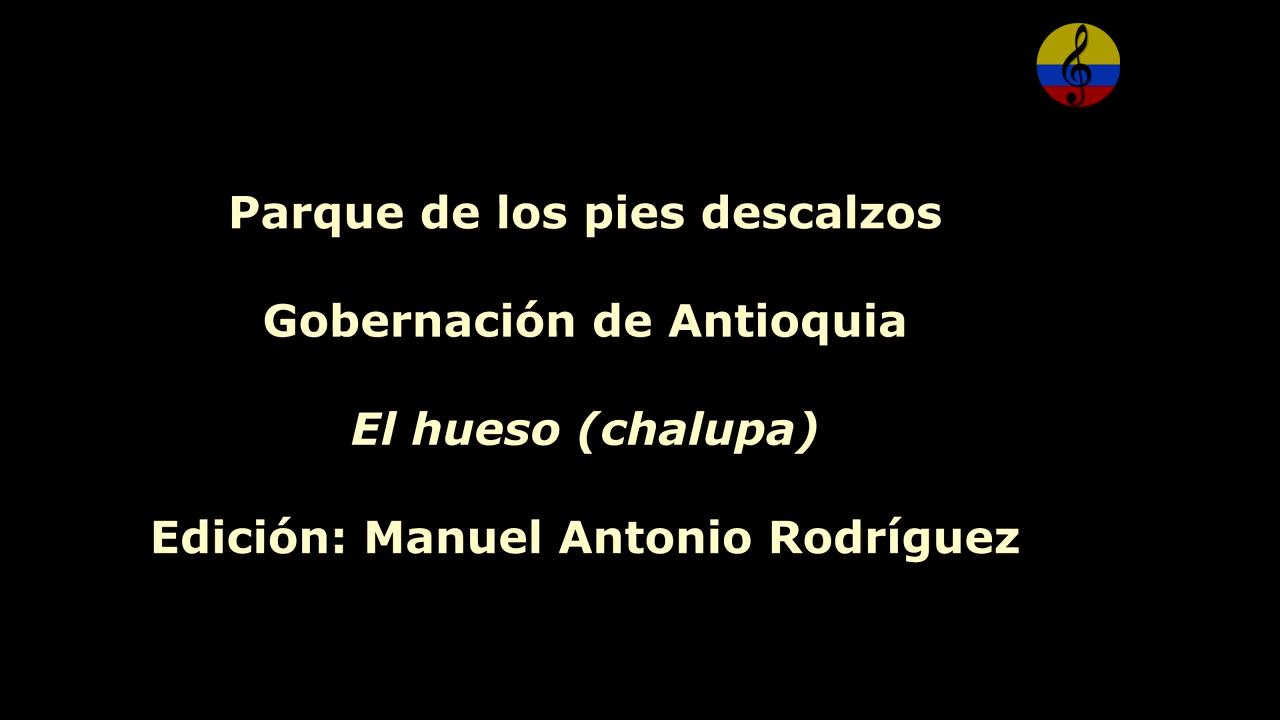 Parque de los pies descalzos
Gobernación de Antioquia
El hueso (chalupa)
Edición: Manuel Antonio Rodríguez